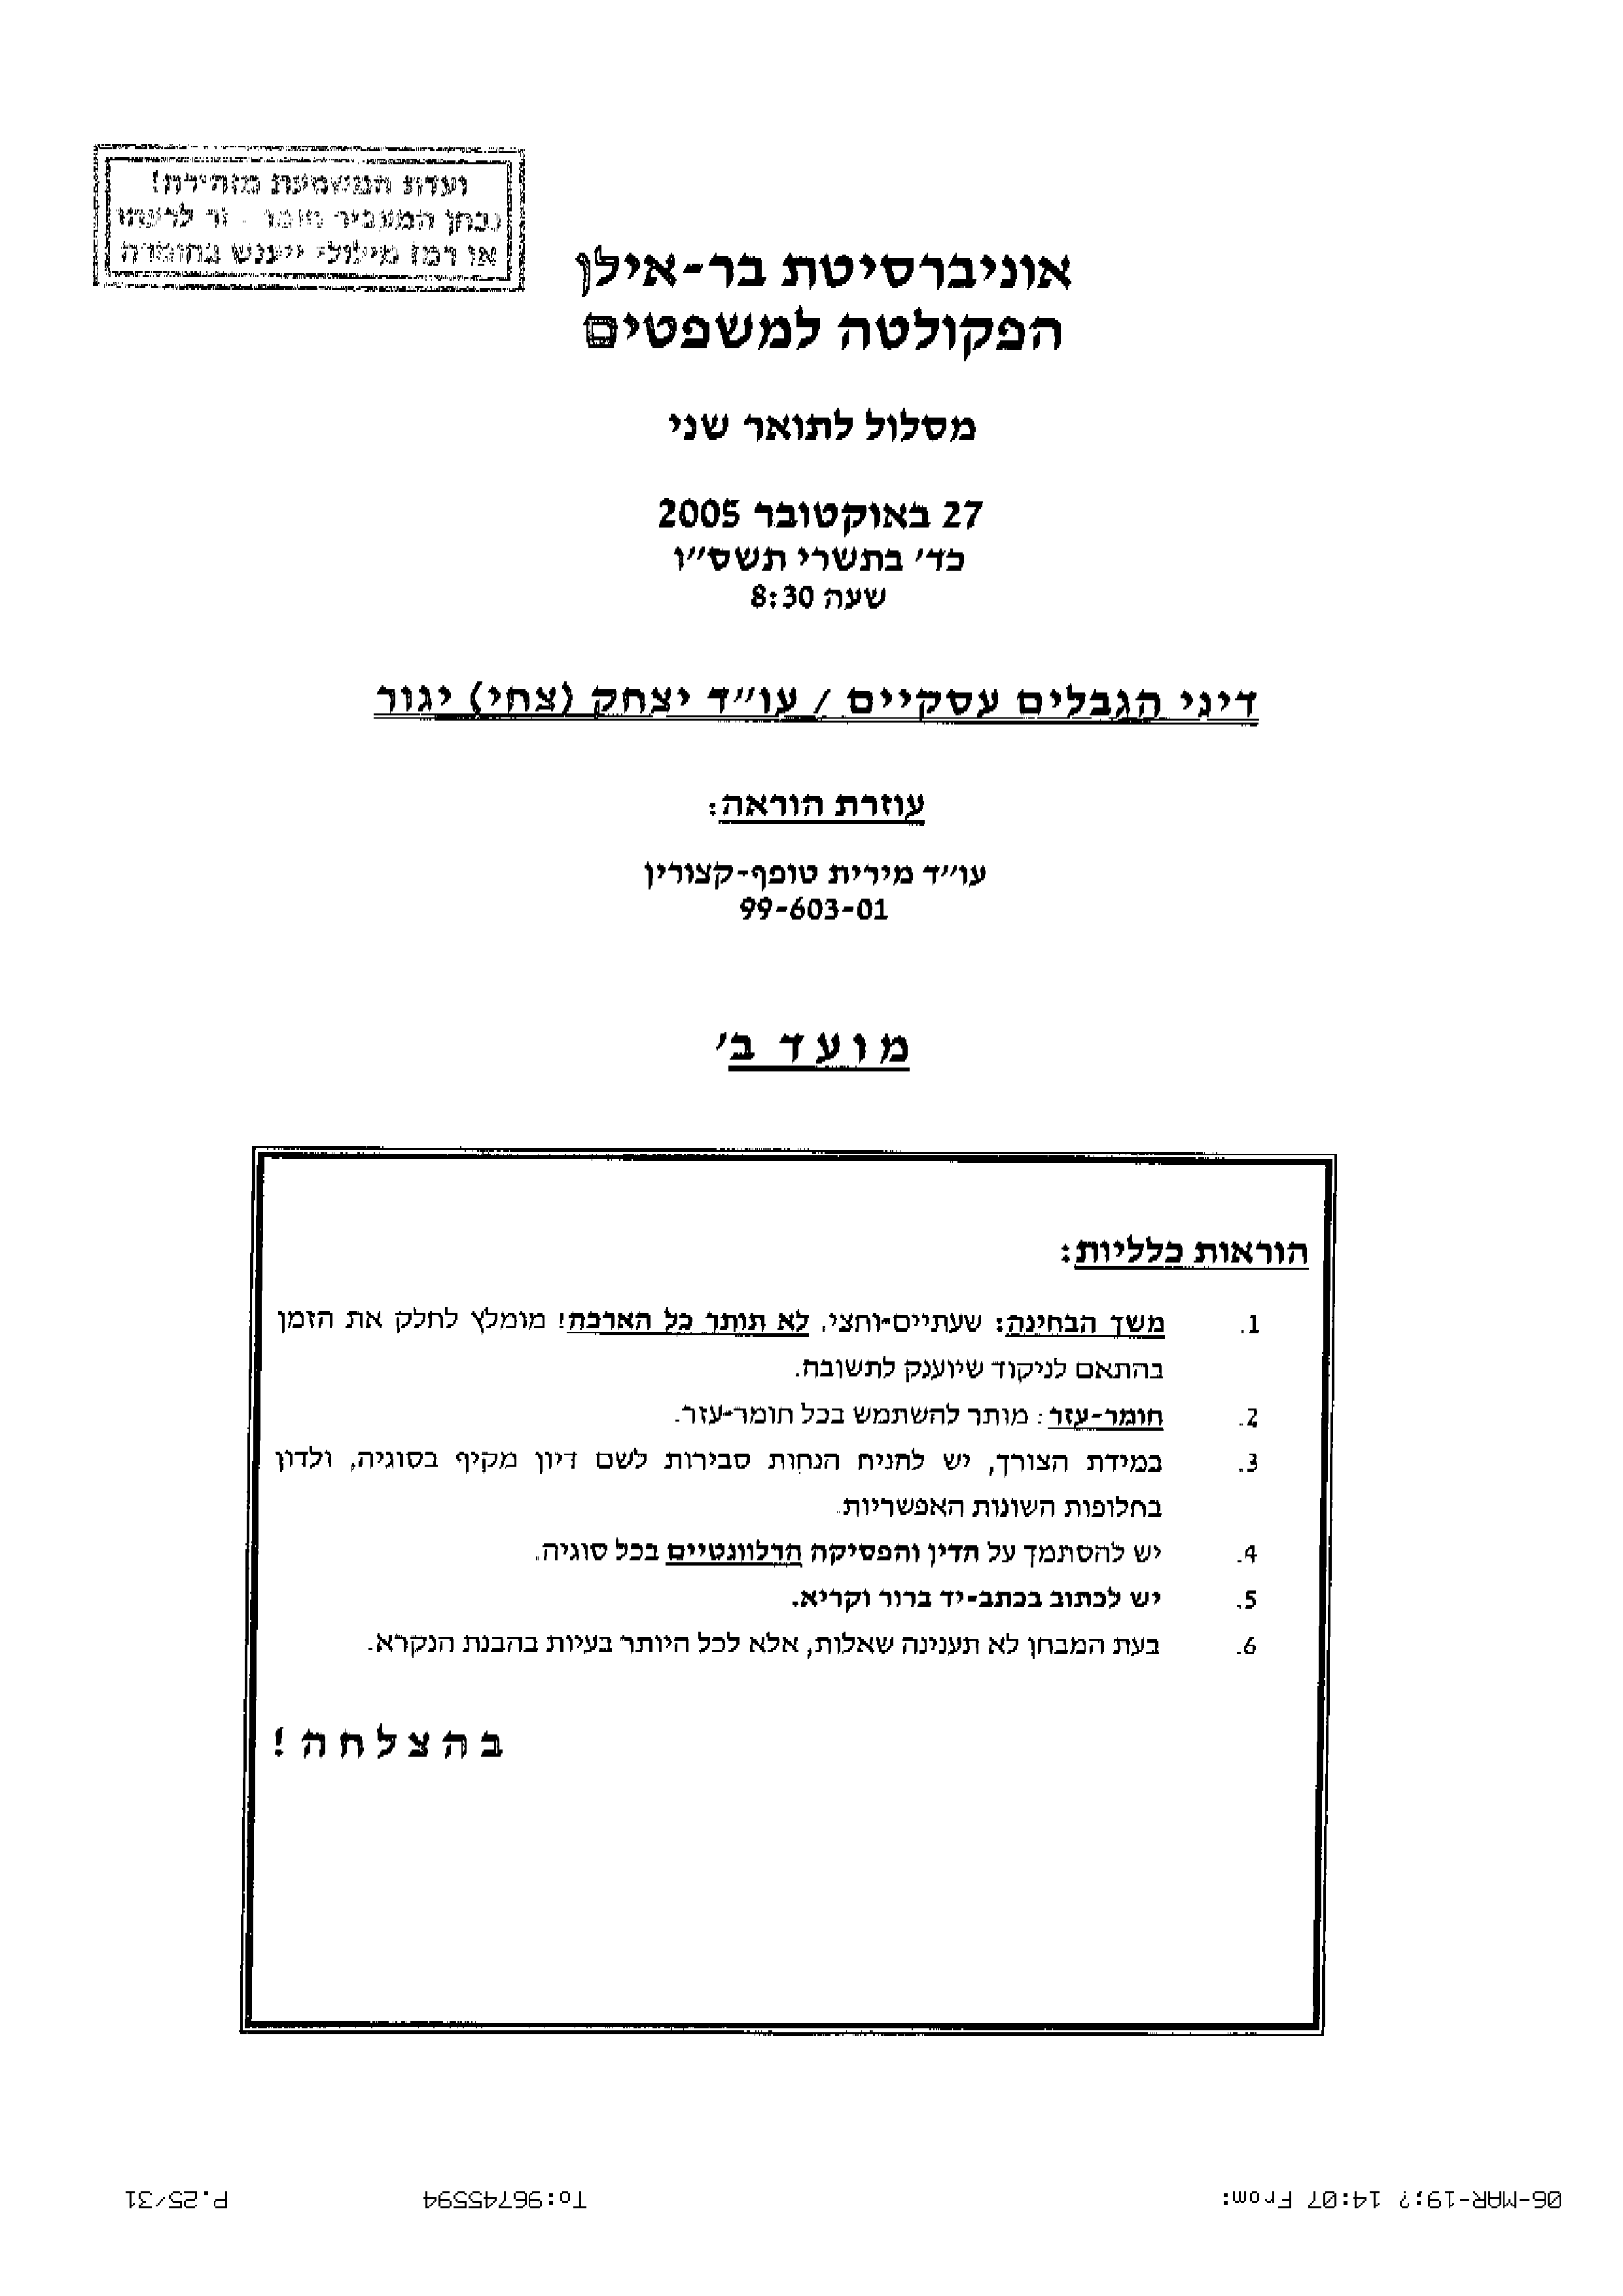 ועדת המשמעת מזהירה!
נבחן המעביר חומר - זר לרעהו
או רמז מילולי ייענש בחומרה
אוניברסיטת בר-אילן
הפקולטה למשפטים
מסלול לתואר שני
27 באוקטובר 2005
כד' בתשרי תשס"ו
שעה 8:30
דיני הגבלים עסקיים / עו"ד יצחק (צחי) יגור
עוזרת הוראה:
עו"ד מירית טופף-קצורין
99-603-01
מועד ב'
הוראות כלליות:
1. משך הבחינה: שעתיים-וחצי. לא תותר כל הארכה! מומלץ לחלק את הזמן
בהתאם לניקוד שיוענק לתשובה.
2. חומר-עזר: מותר להשתמש בכל חומר-עזר.
3. במידת הצורך, יש להניח הנחות סבירות לשם דיון מקיף בסוגיה, ולדון
בחלופות השונות האפשריות.
4. יש להסתמך על הדין והפסיקה הרלוונטיים בכל סוגיה.
5. יש לכתוב בכתב-יד ברור וקריא.
6. בעת המבחן לא תענינה שאלות, אלא לכל היותר בעיות בהבנת הנקרא.
בהצלחה!
06-MAR-19;? 14:07 From: To:96745594 P.25/31